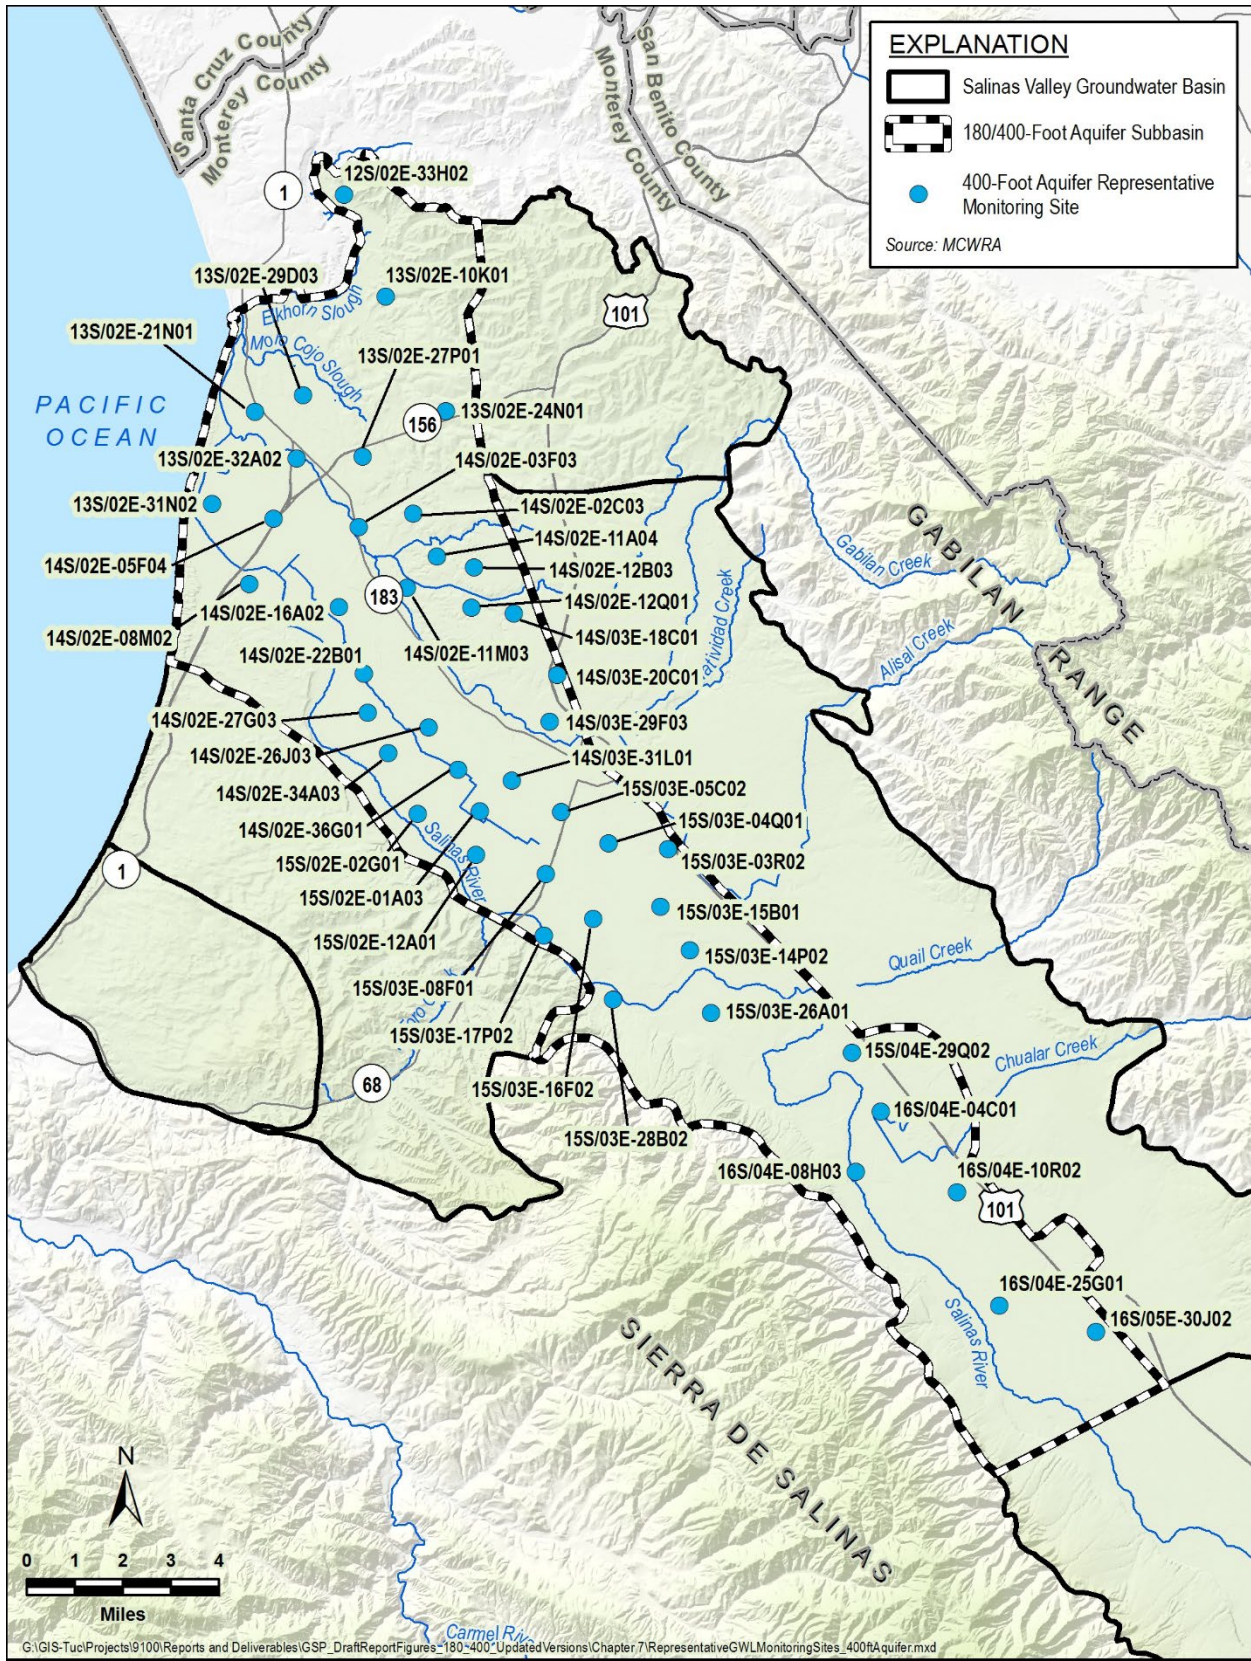 Santa Cruz County
Monterey County
San Benito County
Monterey County
EXPLANATION
Salinas Valley Groundwater Basin
180/400-Foot Aquifer Subbasin
400-Foot Aquifer Representative
Monitoring Site
Source: MCWRA
1
12S/02E-33H02
13S/02E-29D03
13S/02E-10K01
Elkhorn Slough
101
13S/02E-21N01
Moro Cojo Slough
13S/02E-27P01
PACIFIC
OCEAN
156
13S/02E-24N01
13S/02E-32A02
14S/02E-03F03
13S/02E-31N02
14S/02E-02C03
GABILAN
RANGE
14S/02E-11A04
Gabilan Creek
14S/02E-05F04
14S/02E-12B03
183
14S/02E-12Q01
14S/02E-16A02
14S/03E-18C01
14S/02E-08M02
14S/02E-22B01
14S/02E-11M03
atividad Creek
Alisal Creek
14S/03E-20C01
14S/02E-27G03
14S/03E-29F03
14S/02E-26J03
14S/03E-31L01
14S/02E-34A03
15S/03E-05C02
14S/02E-36G01
Salinas
River
15S/03E-04Q01
15S/02E-02G01
15S/03E-03R02
1
15S/02E-01A03
15S/03E-15B01
15S/02E-12A01
15S/03E-14P02
Quail Creek
15S/03E-08F01
15S/03E-26A01
15S/03E-17P02
15S/04E-29Q02
Chualar Creek
68
15S/03E-16F02
16S/04E-04C01
15S/03E-28B02
16S/04E-08H03
16S/04E-10R02
101
16S/04E-25G01
16S/05E-30J02
Salinas River
SIERRA DE SALINAS
N
0 1 2 3 4
Miles
Carmel Rive
G:\GIS-Tuc\Projects\9100\Reports and Deliverables\GSP_DraftReportFigures_180_400_UpdatedVersions\Chapter 7\RepresentativeGWLMonitoringSites_400ftAquifer.mxd